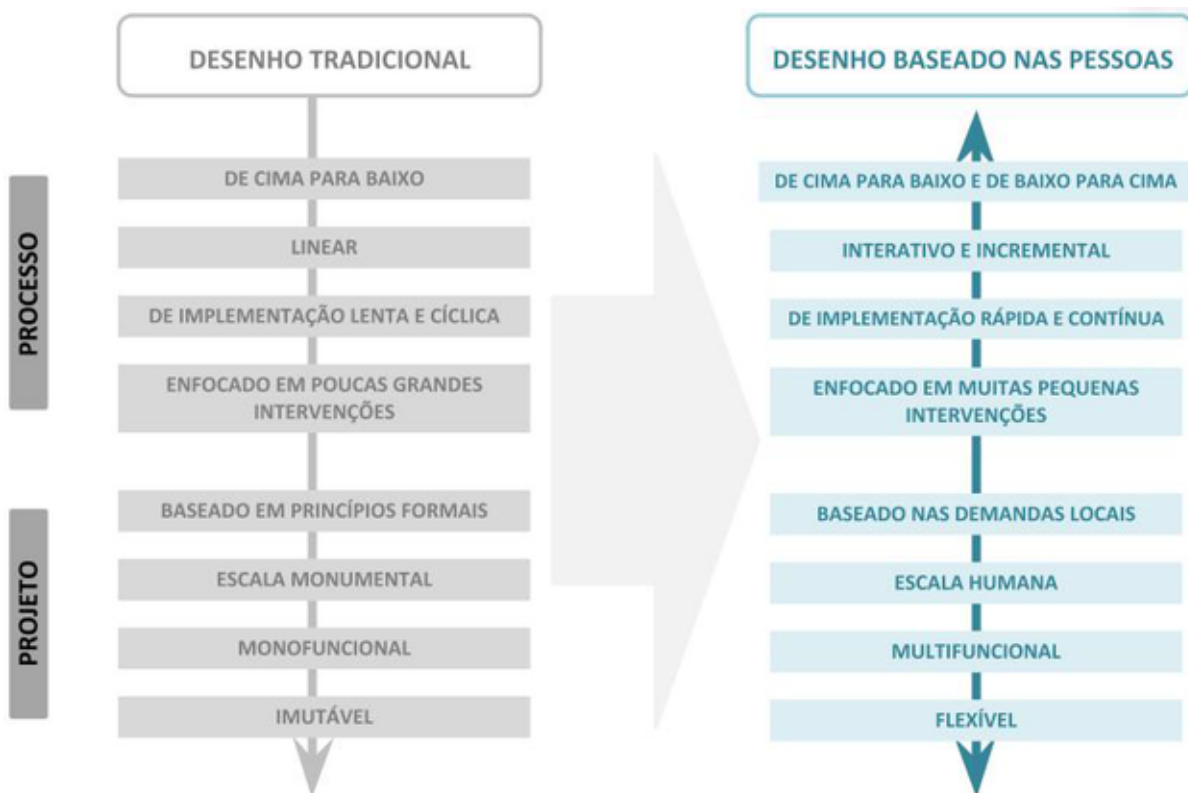 DESENHO TRADICIONAL
DE CIMA PARA BAIXO
LINEAR
DE IMPLEMENTAÇÃO LENTA E CÍCLICA
ENFOCADO EM POUCAS GRANDES
INTERVENÇÕES
BASEADO EM PRINCÍPIOS FORMAIS
ESCALA MONUMENTAL
MONOFUNCIONAL
IMUTÁVEL
PROCESSO
PROJETO
DESENHO BASEADO NAS PESSOAS
DE CIMA PARA BAIXO E DE BAIXO PARA CIMA
INTERATIVO E INCREMENTAL
DE IMPLEMENTAÇÃO RÁPIDA E CONTÍNUA
ENFOCADO EM MUITAS PEQUENAS
INTERVENÇÕES
BASEADO NAS DEMANDAS LOCAIS
ESCALA HUMANA
MULTIFUNCIONAL
FLEXÍVEL